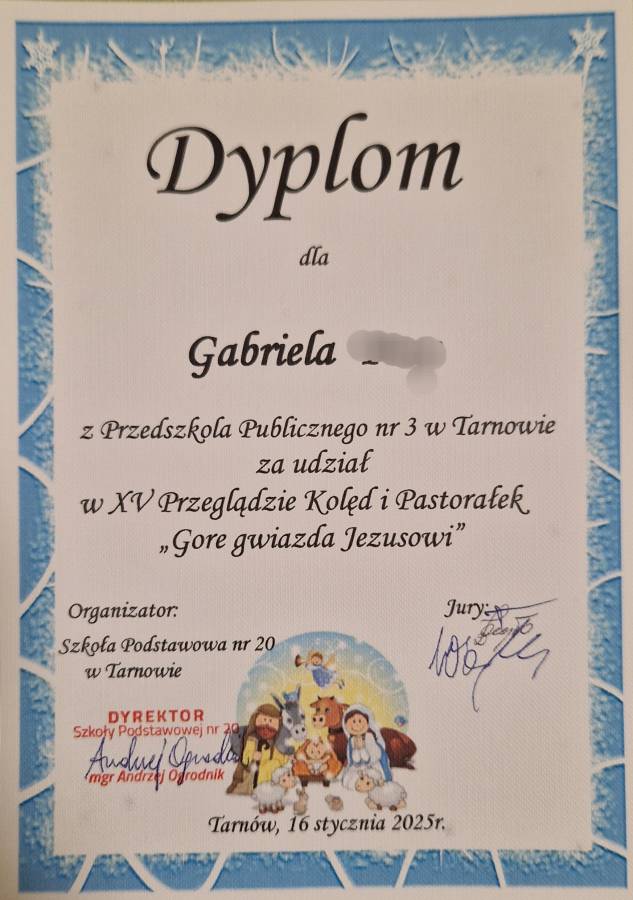 Dyplom
dla
Gabriela
z Przedszkola Publicznego nr 3 w Tarnowie
za udział
w XV Przeglądzie Kolęd i Pastorałek
„Gore gwiazda Jezusowi”
Organizator:
Szkoła Podstawowa nr 20
w Tarnowie
Jury:
DYREKTOR
Szkoły Podstawowej nr 20
mgr Andrzej Ogrodnik
Tarnów, 16 stycznia 2025r.